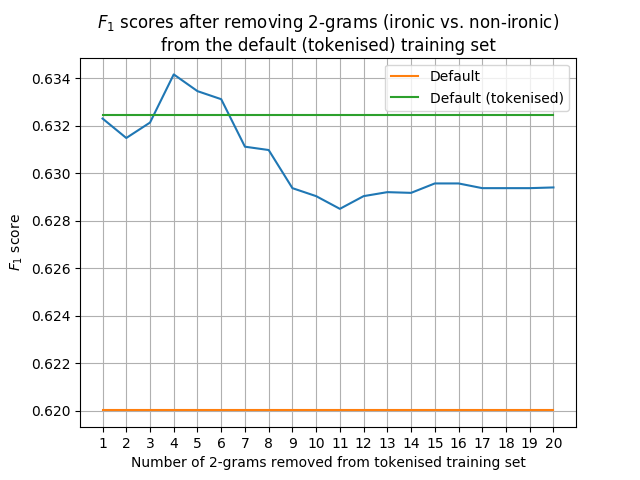 F₁ scores after removing 2-grams (ironic vs. non-ironic)
from the default (tokenised) training set
Default
Default (tokenised)
F₁ score
0.634
0.632
0.630
0.628
0.626
0.624
0.622
0.620
1 2 3 4 5 6 7 8 9 10 11 12 13 14 15 16 17 18 19 20
Number of 2-grams removed from tokenised training set